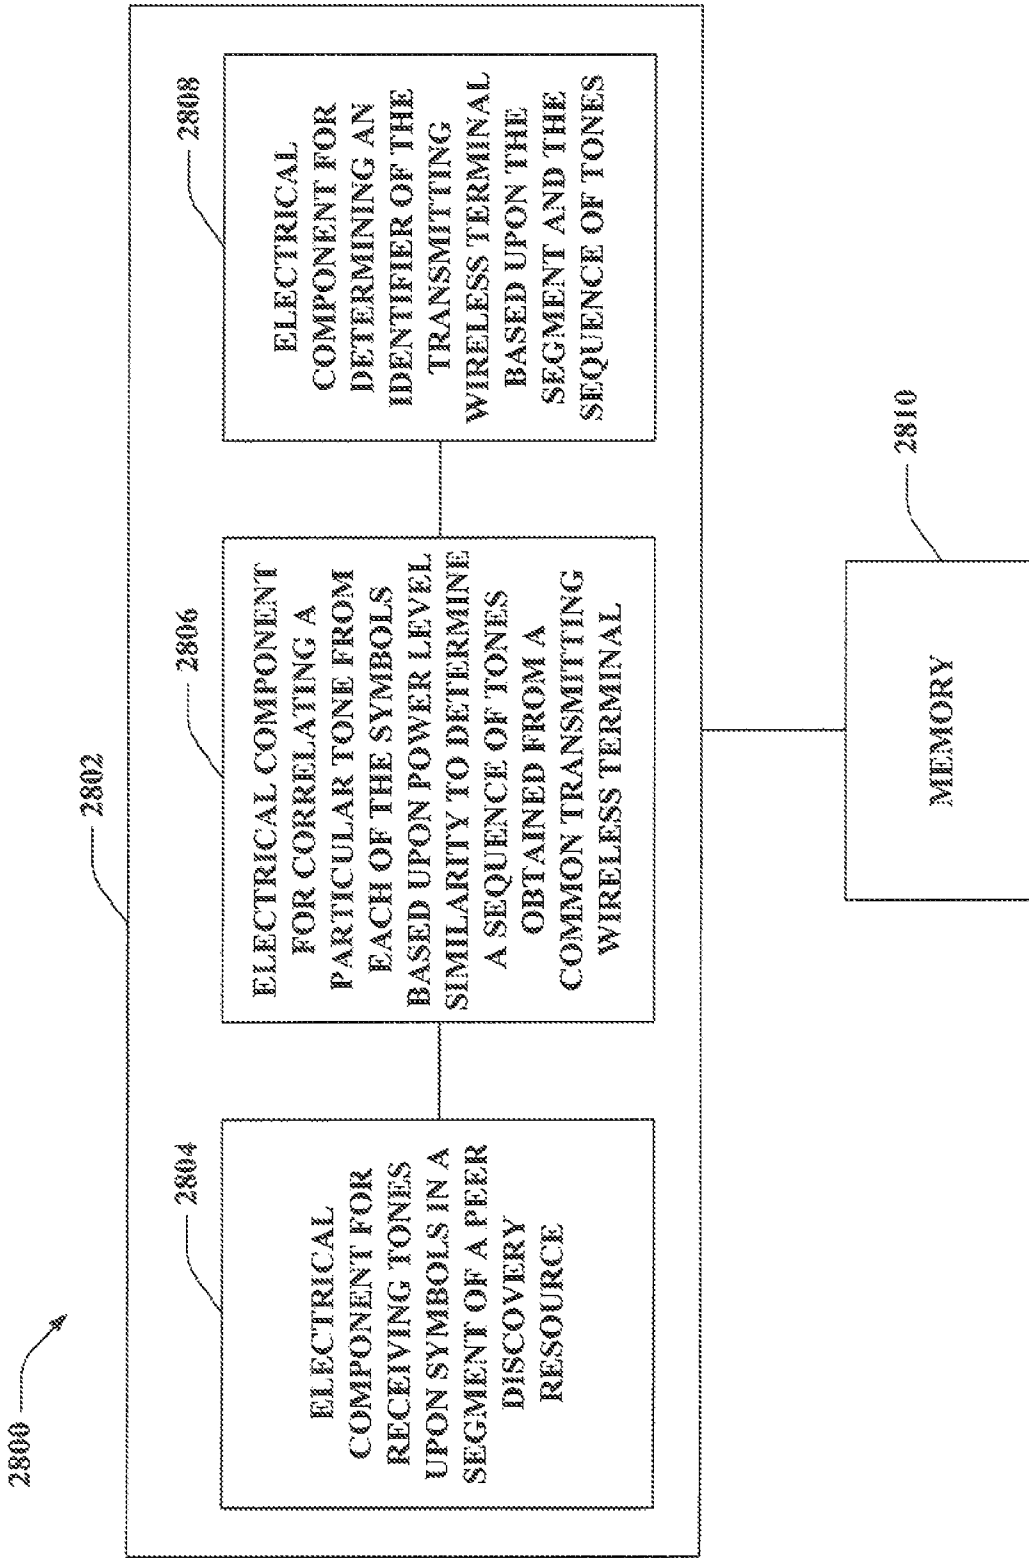 2800
2802
2804
ELECTRICAL
COMPONENT FOR
RECEIVING TONES
UPON SYMBOLS IN A
SEGMENT OF A PEER
DISCOVERY
RESOURCE
2806
ELECTRICAL COMPONENT
FOR CORRELATING A
PARTICULAR TONE FROM
EACH OF THE SYMBOLS
BASED UPON POWER LEVEL
SIMILARITY TO DETERMINE
A SEQUENCE OF TONES
OBTAINED FROM A
COMMON TRANSMITTING
WIRELESS TERMINAL
2808
ELECTRICAL
COMPONENT FOR
DETERMINING AN
IDENTIFIER OF THE
TRANSMITTING
WIRELESS TERMINAL
BASED UPON THE
SEGMENT AND THE
SEQUENCE OF TONES
2810
MEMORY